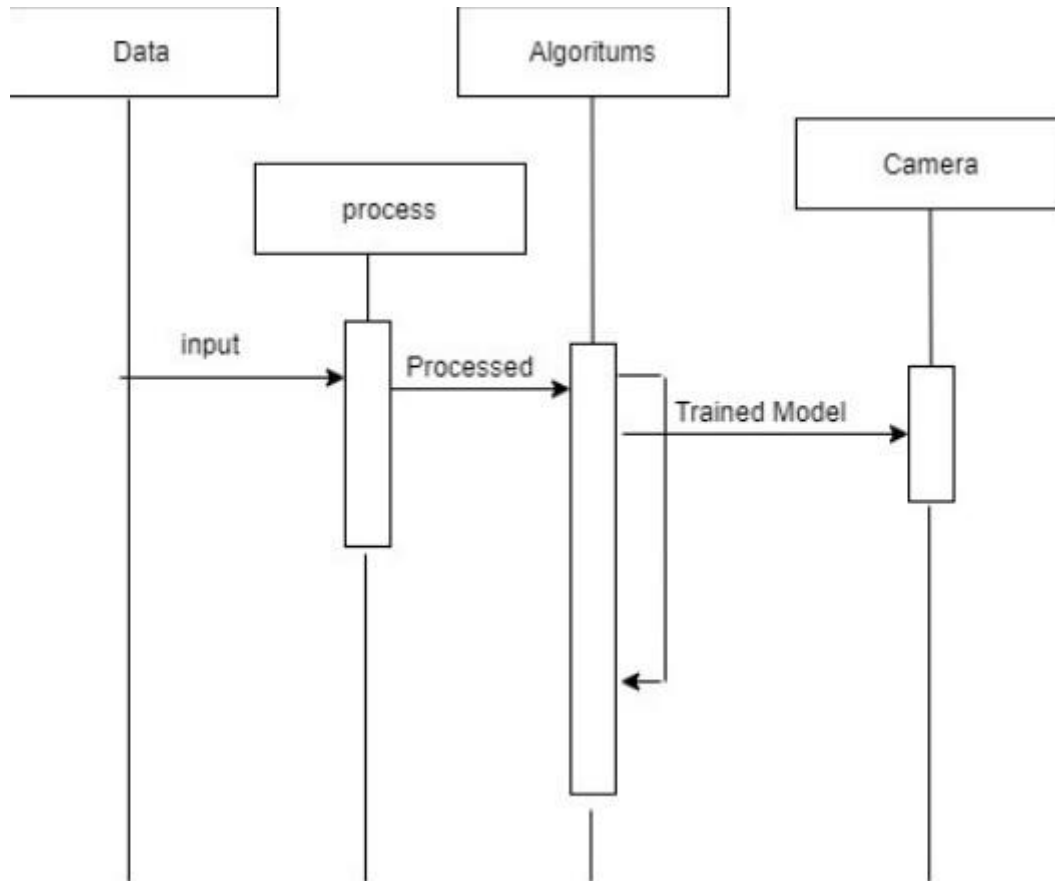 Data
Algoritums
Camera
process
input
Processed
Trained Model